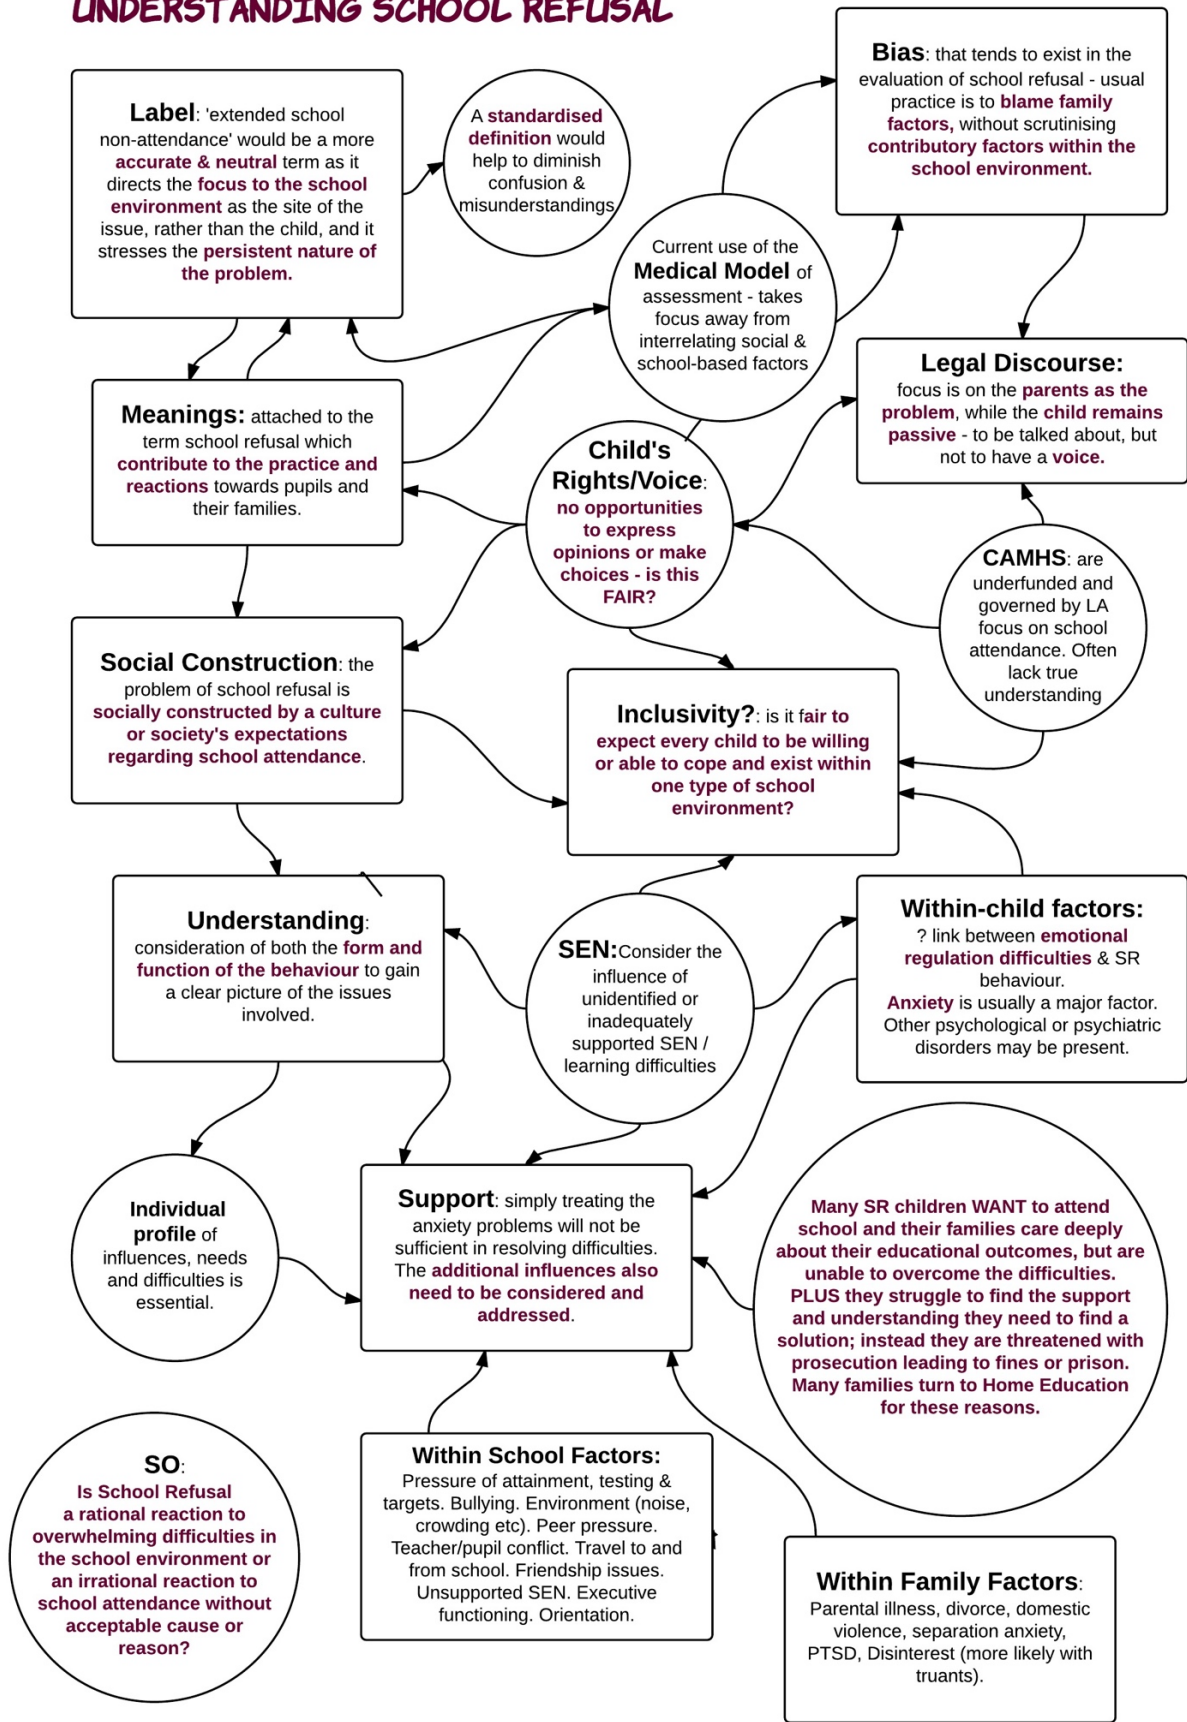 UNDERSTANDING SCHOOL REFUSAL
Label: 'extended school
non-attendance' would be a more
accurate & neutral term as it
directs the focus to the school
environment as the site of the
issue, rather than the child, and it
stresses the persistent nature of
the problem.
A standardised
definition would
help to diminish
confusion &
misunderstandings
Bias: that tends to exist in the
evaluation of school refusal - usual
practice is to blame family
factors, without scrutinising
contributory factors within the
school environment.
Current use of the
Medical Model of
assessment - takes
focus away from
interrelating social &
school-based factors
Legal Discourse:
focus is on the parents as the
problem, while the child remains
passive - to be talked about, but
not to have a voice.
Meanings: attached to the
term school refusal which
contribute to the practice and
reactions towards pupils and
their families.
Child's
Rights/Voice:
no opportunities
to express
opinions or make
choices - is this
FAIR?
CAMHS: are
underfunded and
governed by LA
focus on school
attendance. Often
lack true
understanding
Social Construction: the
problem of school refusal is
socially constructed by a culture
or society's expectations
regarding school attendance.
Inclusivity?: is it fair to
expect every child to be willing
or able to cope and exist within
one type of school
environment?
Understanding:
consideration of both the form and
function of the behaviour to gain
a clear picture of the issues
involved.
SEN:Consider the
influence of
unidentified or
inadequately
supported SEN /
learning difficulties
Within-child factors:
? link between emotional
regulation difficulties & SR
behaviour.
Anxiety is usually a major factor.
Other psychological or psychiatric
disorders may be present.
Individual
profile of
influences, needs
and difficulties is
essential.
Support: simply treating the
anxiety problems will not be
sufficient in resolving difficulties.
The additional influences also
need to be considered and
addressed.
Many SR children WANT to attend
school and their families care deeply
about their educational outcomes, but are
unable to overcome the difficulties.
PLUS they struggle to find the support
and understanding they need to find a
solution; instead they are threatened with
prosecution leading to fines or prison.
Many families turn to Home Education
for these reasons.
SO:
Is School Refusal
a rational reaction to
overwhelming difficulties in
the school environment or
an irrational reaction to
school attendance without
acceptable cause or
reason?
Within School Factors:
Pressure of attainment, testing &
targets. Bullying. Environment (noise,
crowding etc). Peer pressure.
Teacher/pupil conflict. Travel to and
from school. Friendship issues.
Unsupported SEN. Executive
functioning. Orientation.
Within Family Factors:
Parental illness, divorce, domestic
violence, separation anxiety,
PTSD, Disinterest (more likely with
truants).